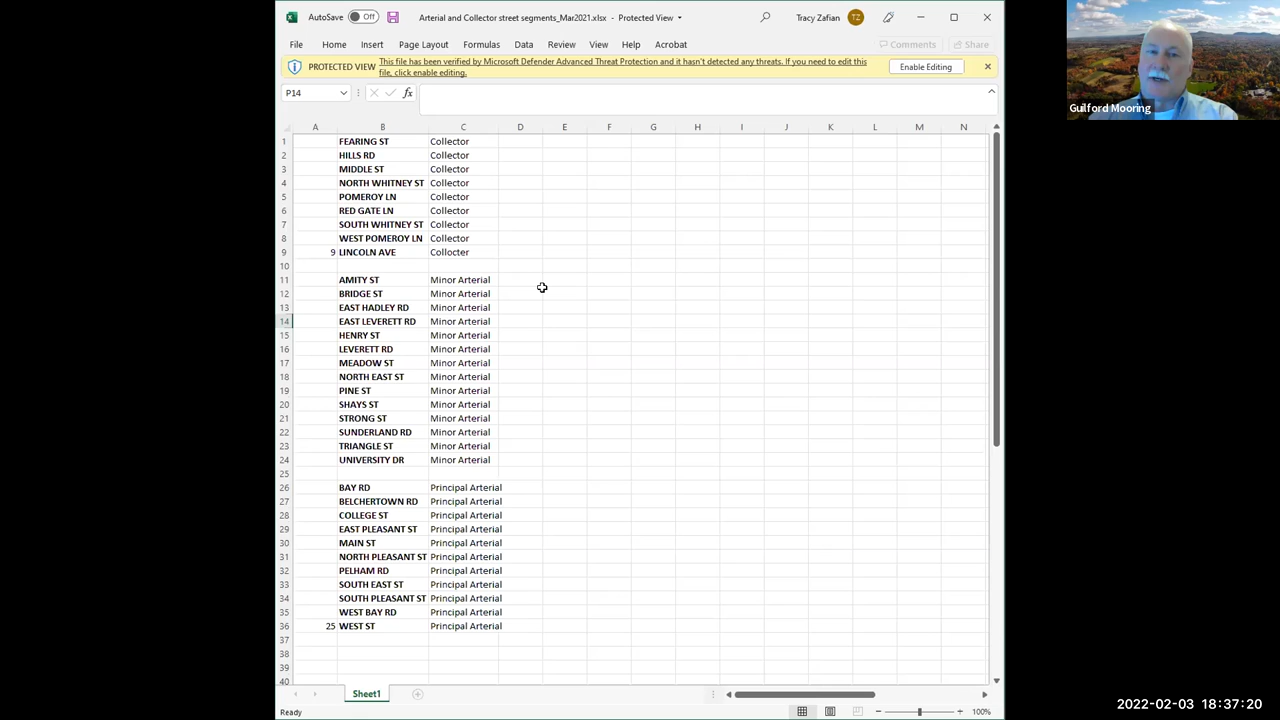 AutoSave Off Arterial and Collector street segments_Mar2021.xlsx - Protected View Tracy Zafian TZ
File Home Insert Page Layout Formulas Data Review View Help Acrobat Comments Share
PROTECTED VIEW This file has been verified by Microsoft Defender Advanced Threat Protection and it hasn't detected any threats. If you need to edit this
file, click enable editing. Enable Editing
P14 fx
A B C D E F G H I J K L M N
1 FEARING ST Collector
2 HILLS RD Collector
3 MIDDLE ST Collector
4 NORTH WHITNEY ST Collector
5 POMEROY LN Collector
6 RED GATE LN Collector
7 SOUTH WHITNEY ST Collector
8 WEST POMEROY LN Collector
9 9 LINCOLN AVE Collocter
10
11 AMITY ST Minor Arterial
12 BRIDGE ST Minor Arterial
13 EAST HADLEY RD Minor Arterial
14 EAST LEVERETT RD Minor Arterial
15 HENRY ST Minor Arterial
16 LEVERETT RD Minor Arterial
17 MEADOW ST Minor Arterial
18 NORTH EAST ST Minor Arterial
19 PINE ST Minor Arterial
20 SHAYS ST Minor Arterial
21 STRONG ST Minor Arterial
22 SUNDERLAND RD Minor Arterial
23 TRIANGLE ST Minor Arterial
24 UNIVERSITY DR Minor Arterial
25
26 BAY RD Principal Arterial
27 BELCHERTOWN RD Principal Arterial
28 COLLEGE ST Principal Arterial
29 EAST PLEASANT ST Principal Arterial
30 MAIN ST Principal Arterial
31 NORTH PLEASANT ST Principal Arterial
32 PELHAM RD Principal Arterial
33 SOUTH EAST ST Principal Arterial
34 SOUTH PLEASANT ST Principal Arterial
35 WEST BAY RD Principal Arterial
36 25 WEST ST Principal Arterial
37
38
39
40
Sheet1
Ready 100%
Guilford Mooring
2022-02-03 18:37:20